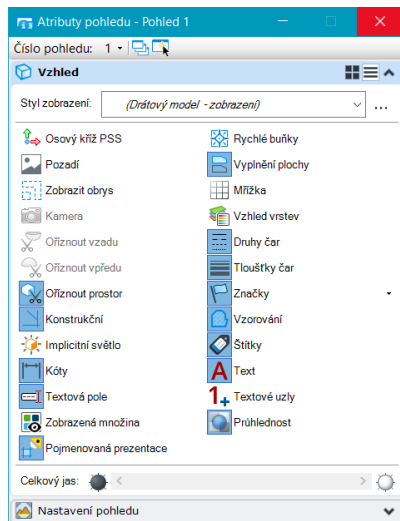 Atributy pohledu - Pohled 1
Číslo pohledu: 1
Vzhled
Styl zobrazení: (Drátový model - zobrazení) ...
Osový kříž PSS
Rychlé buňky
Pozadí
Vyplnění plochy
Zobrazit obrys
Mřížka
Kamera
Vzhled vrstev
Oříznout vzadu
Druhy čar
Oříznout vpředu
Tloušťky čar
Oříznout prostor
Značky
Konstrukční
Vzorování
Implicitní světlo
Štítky
Kóty
A Text
Textová pole
1+ Textové uzly
Zobrazená množina
Průhlednost
Pojmenovaná prezentace
Celkový jas:
Nastavení pohledu